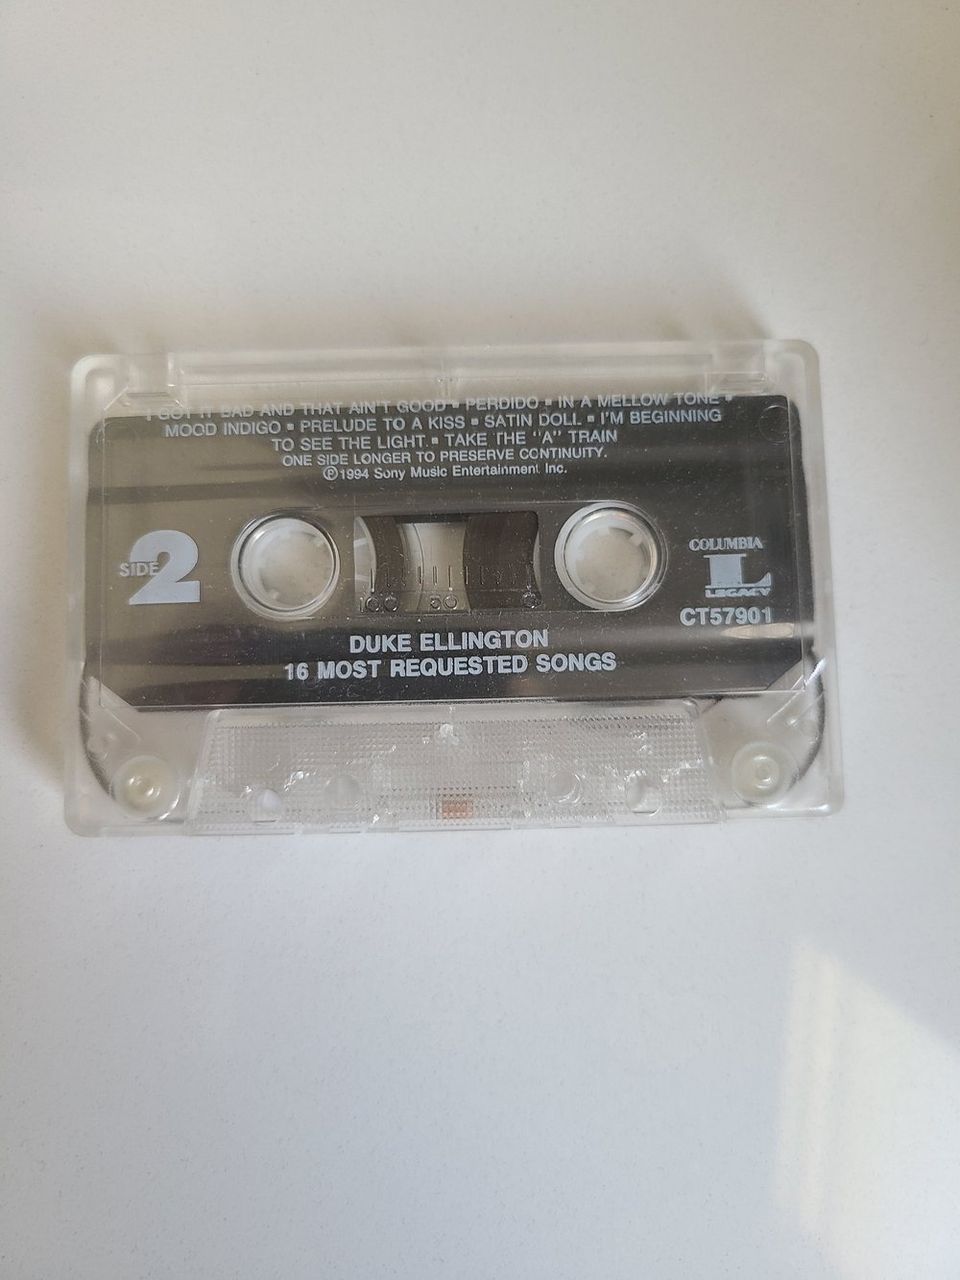 I GOT IT BAD AND THAT AIN'T GOOD ▪ PERDIDO ▪ IN A MELLOW TONE ▪
MOOD INDIGO ▪ PRELUDE TO A KISS ▪ SATIN DOLL ▪ I'M BEGINNING
TO SEE THE LIGHT ▪ TAKE THE "A" TRAIN
ONE SIDE LONGER TO PRESERVE CONTINUITY.
℗1994 Sony Music Entertainment Inc.
SIDE 2
100 50 0
COLUMBIA
L
LEGACY
CT57901
DUKE ELLINGTON
16 MOST REQUESTED SONGS